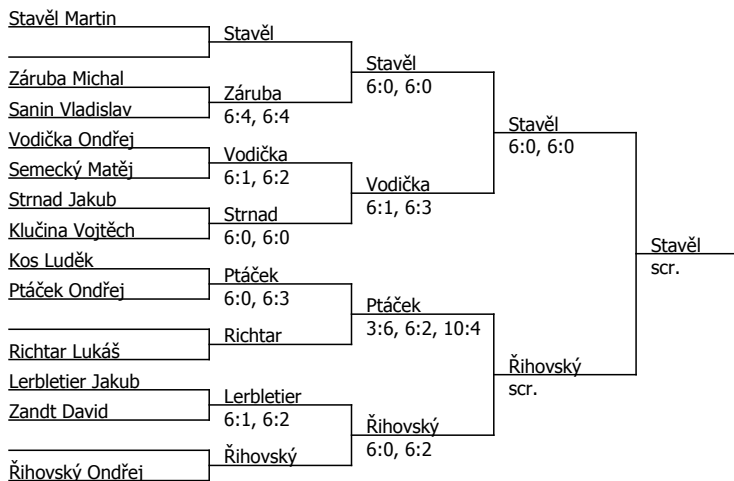 Stavěl Martin
Záruba Michal
Sanin Vladislav
Vodička Ondřej
Semecký Matěj
Strnad Jakub
Klučina Vojtěch
Kos Luděk
Ptáček Ondřej
Richtar Lukáš
Lerbletier Jakub
Zandt David
Řihovský Ondřej
Stavěl
Záruba
6:4, 6:4
Vodička
6:1, 6:2
Strnad
6:0, 6:0
Ptáček
6:0, 6:3
Richtar
Lerbletier
6:1, 6:2
Řihovský
Stavěl
6:0, 6:0
Vodička
6:1, 6:3
Ptáček
3:6, 6:2, 10:4
Řihovský
6:0, 6:2
Stavěl
6:0, 6:0
Řihovský
scr.
Stavěl
scr.